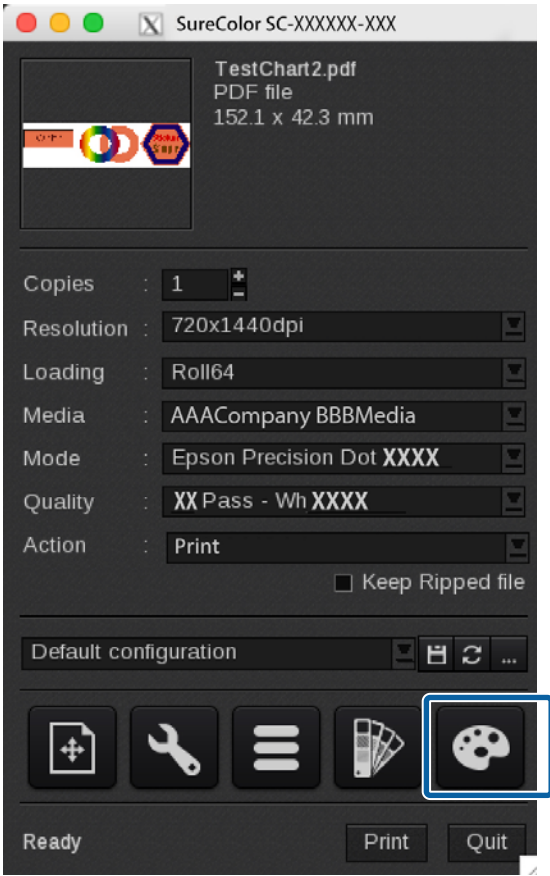 SureColor SC-XXXXXX-XXX
TestChart2.pdf
PDF file
152.1 x 42.3 mm
Copies : 1
Resolution : 720x1440dpi
Loading : Roll64
Media : AAACompany BBBMedia
Mode : Epson Precision Dot XXXX
Quality : XX Pass - Wh XXXX
Action : Print
Keep Ripped file
Default configuration ...
Ready Print Quit